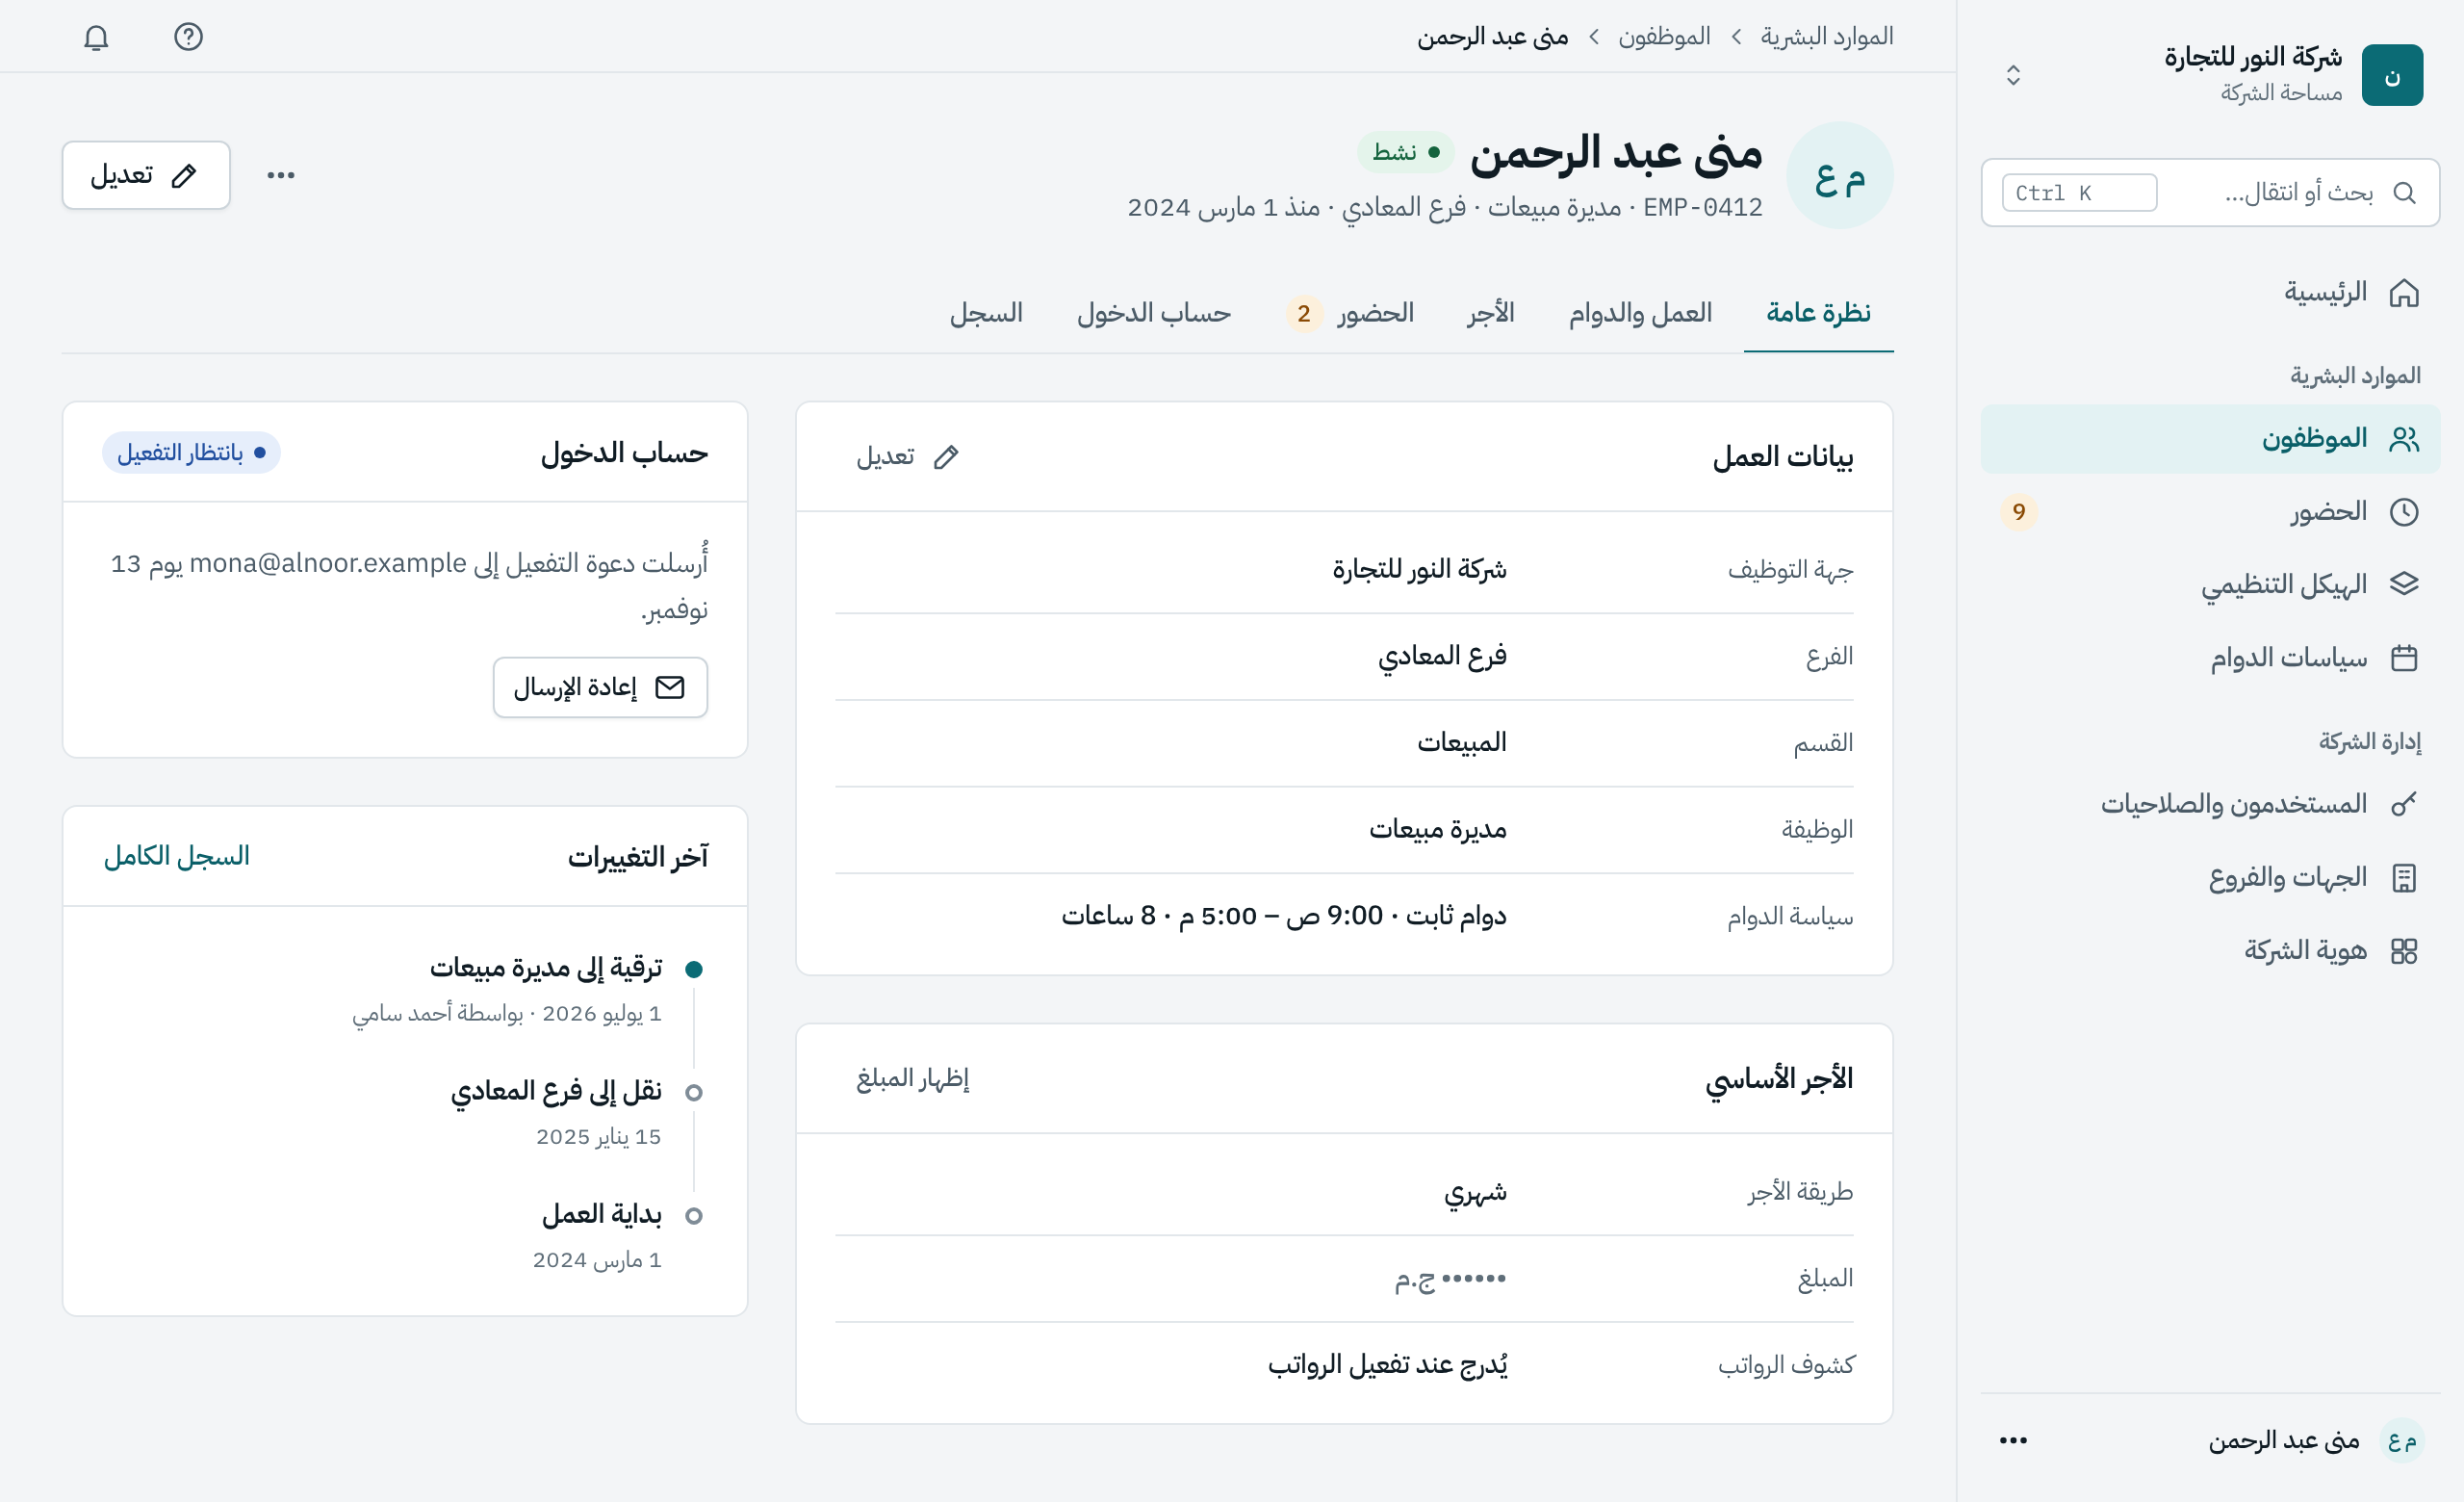 ن
شركة النور للتجارة
مساحة الشركة
بحث أو انتقال...
Ctrl K
الرئيسية
الموارد البشرية
الموظفون
الحضور 9
الهيكل التنظيمي
سياسات الدوام
إدارة الشركة
المستخدمون والصلاحيات
الجهات والفروع
هوية الشركة
م ع
منى عبد الرحمن
الموارد البشرية
الموظفون
منى عبد الرحمن
م ع
منى عبد الرحمن
نشط
EMP-0412 · مديرة مبيعات · فرع المعادي · منذ 1 مارس 2024
تعديل
نظرة عامة
العمل والدوام
الأجر
الحضور 2
حساب الدخول
السجل
بيانات العمل
تعديل
جهة التوظيف
شركة النور للتجارة
الفرع
فرع المعادي
القسم
المبيعات
الوظيفة
مديرة مبيعات
سياسة الدوام
دوام ثابت · 9:00 ص – 5:00 م · 8 ساعات
الأجر الأساسي
إظهار المبلغ
طريقة الأجر
شهري
المبلغ
•••••• ج.م
كشوف الرواتب
يُدرج عند تفعيل الرواتب
حساب الدخول
بانتظار التفعيل
أُرسلت دعوة التفعيل إلى mona@alnoor.example يوم 13
نوفمبر.
إعادة الإرسال
آخر التغييرات
السجل الكامل
ترقية إلى مديرة مبيعات
1 يوليو 2026 · بواسطة أحمد سامي
نقل إلى فرع المعادي
15 يناير 2025
بداية العمل
1 مارس 2024